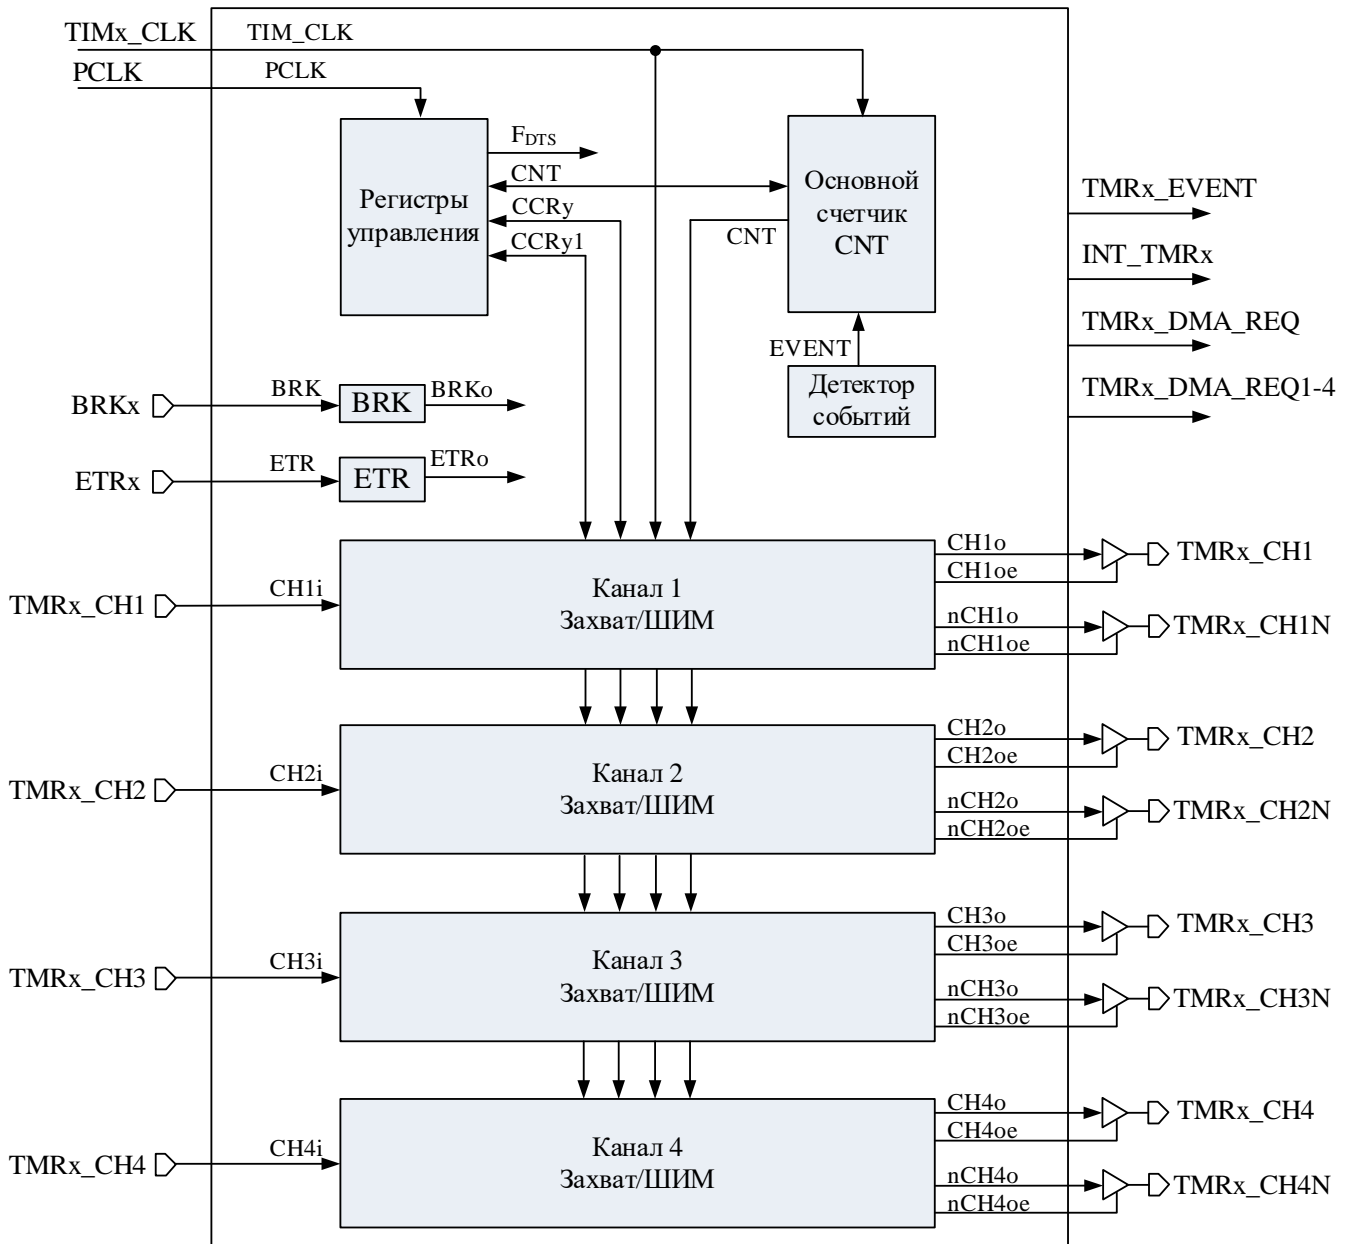 TIMx_CLK
TIM_CLK
PCLK
PCLK
F_DTS
CNT
CCRy
CCRy1
Регистры
управления
CNT
Основной
счетчик
CNT
TMRx_EVENT
INT_TMRx
TMRx_DMA_REQ
TMRx_DMA_REQ1-4
EVENT
Детектор
событий
BRKx
BRK
BRK
BRKo
ETRx
ETR
ETR
ETRo
TMRx_CH1
CH1i
Канал 1
Захват/ШИМ
CH1o
CH1oe
nCH1o
nCH1oe
TMRx_CH1
TMRx_CH1N
TMRx_CH2
CH2i
Канал 2
Захват/ШИМ
CH2o
CH2oe
nCH2o
nCH2oe
TMRx_CH2
TMRx_CH2N
TMRx_CH3
CH3i
Канал 3
Захват/ШИМ
CH3o
CH3oe
nCH3o
nCH3oe
TMRx_CH3
TMRx_CH3N
TMRx_CH4
CH4i
Канал 4
Захват/ШИМ
CH4o
CH4oe
nCH4o
nCH4oe
TMRx_CH4
TMRx_CH4N